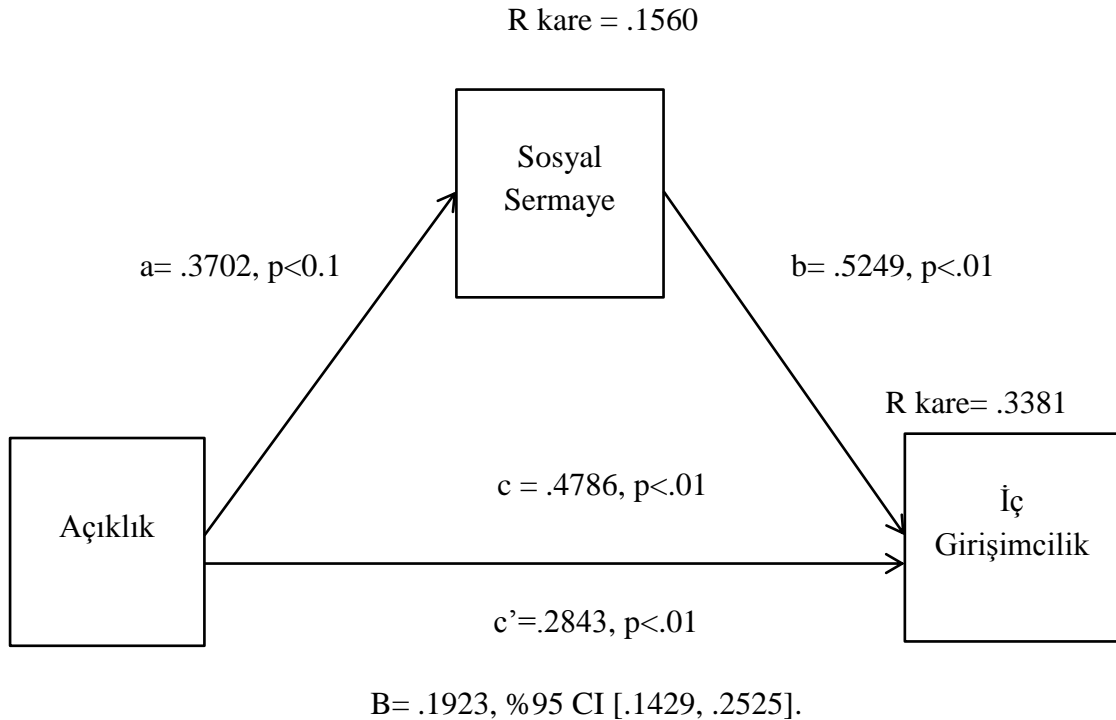 R kare = .1560
Sosyal
Sermaye
a= .3702, p<0.1
b= .5249, p<.01
R kare= .3381
Açıklık
c = .4786, p<.01
İç
Girişimcilik
c’=.2843, p<.01
B= .1923, %95 CI [.1429, .2525].